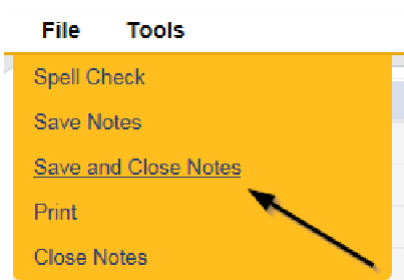 File Tools
Spell Check
Save Notes
Save and Close Notes
Print
Close Notes